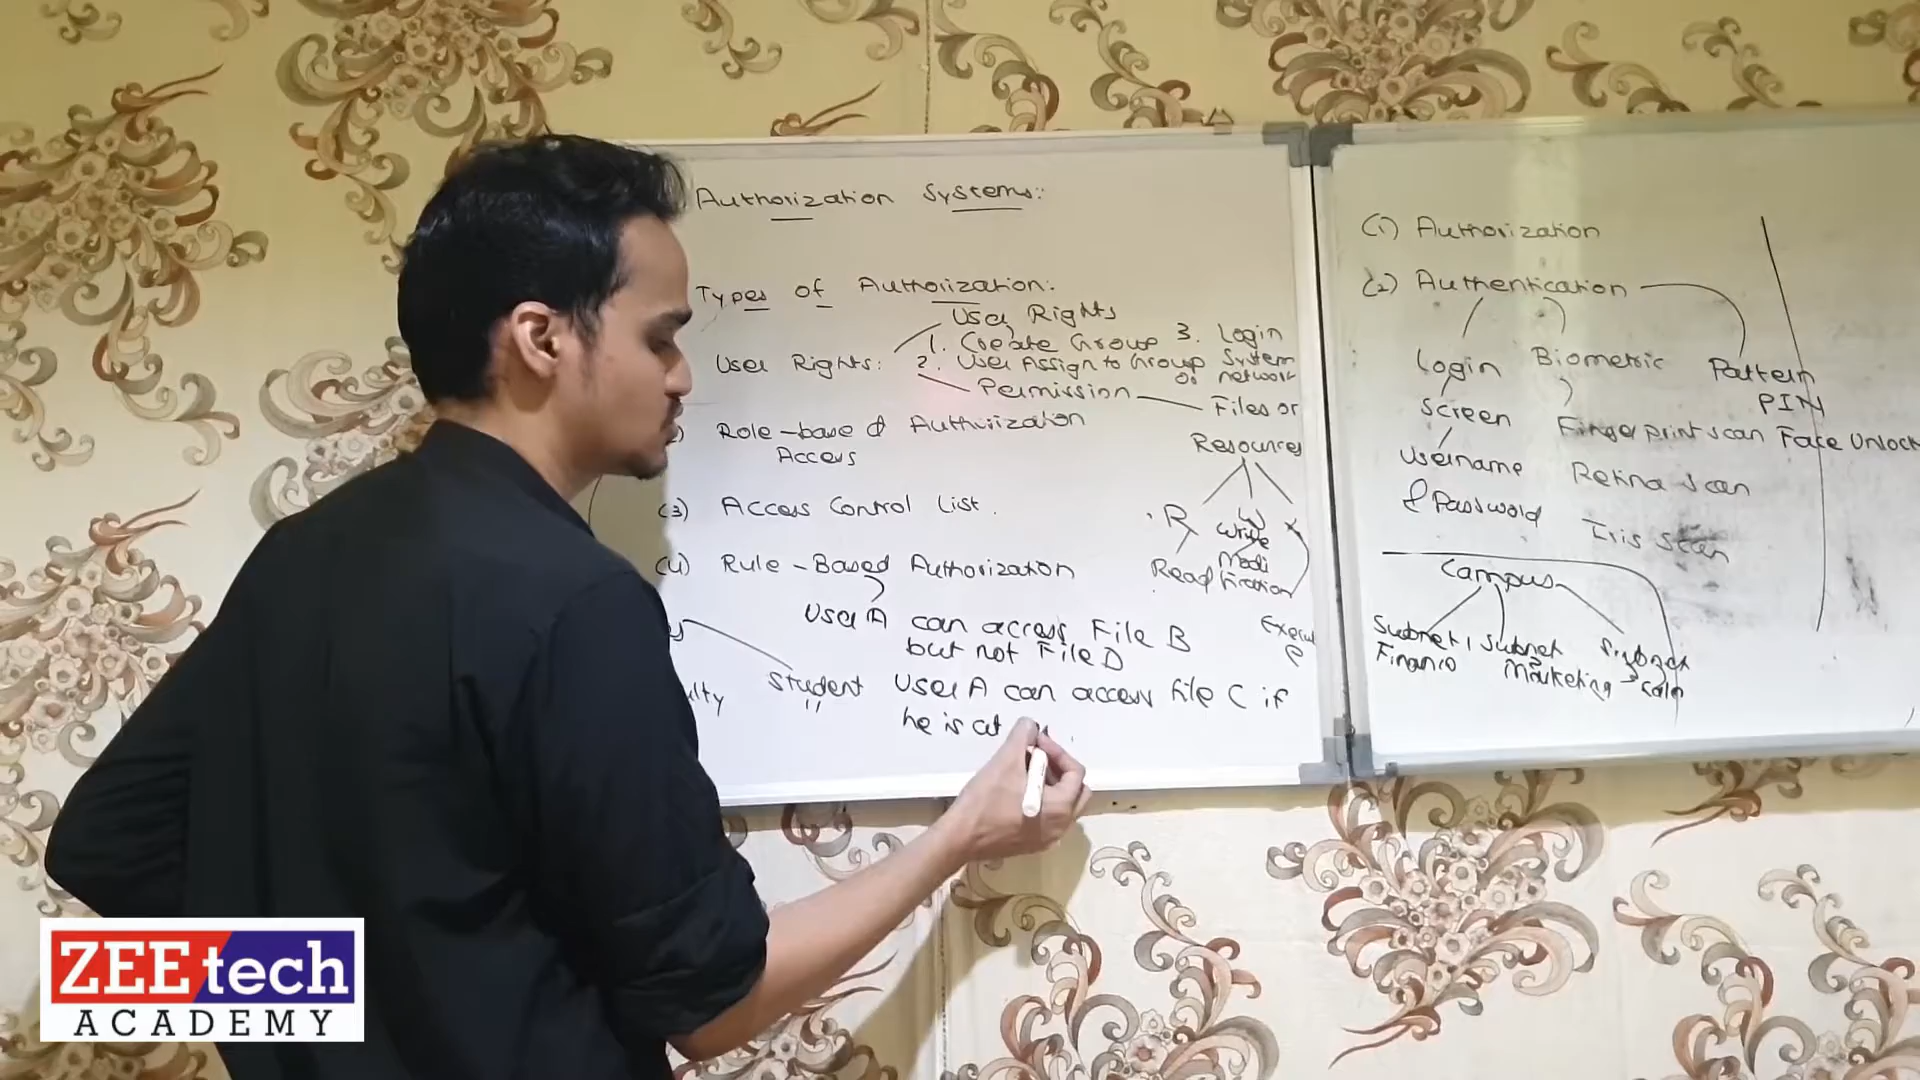 Authorization Systems:
Types of Authorization:
User Rights
1. Create Group 3. Login
User Rights: 2. User Assign to Group System
or network
Permission Files or
Resources
Role-based Authorization
Access
(3) Access Control List.
R W X
Write
Read Modification
Execute
(4) Rule-Based Authorization
User A can access File B
but not File D
Student User A can access File C if
he is at
(1) Authorization
(2) Authentication
Login Biometric Pattern
PIN
Screen Fingerprint scan Face Unlock
Username Retina scan
& Password Iris scan
Campus
Subnet 1 Subnet
Finance Marketing
ZEE tech
ACADEMY